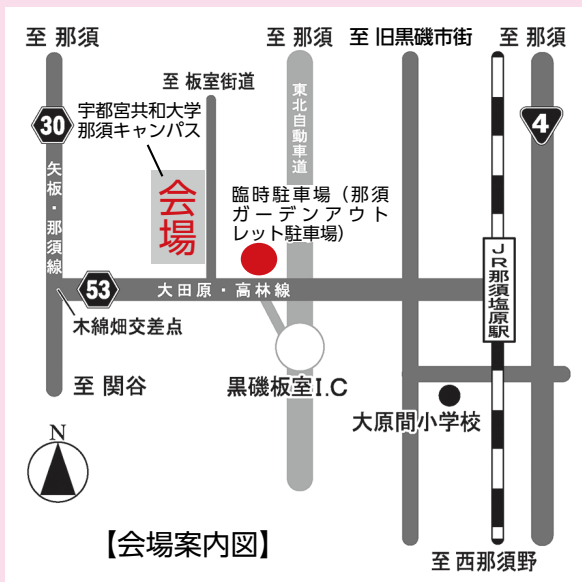 至 那須
至 那須
至 旧黒磯市街
至 那須
至 板室街道
宇都宮共和大学
那須キャンパス
30
東北自動車道
4
矢板・那須線
会場
臨時駐車場（那須
ガーデンアウト
レット駐車場）
53
大田原・高林線
JR那須塩原駅
木綿畑交差点
至 関谷
黒磯板室I.C
大原間小学校
N
【会場案内図】
至 西那須野